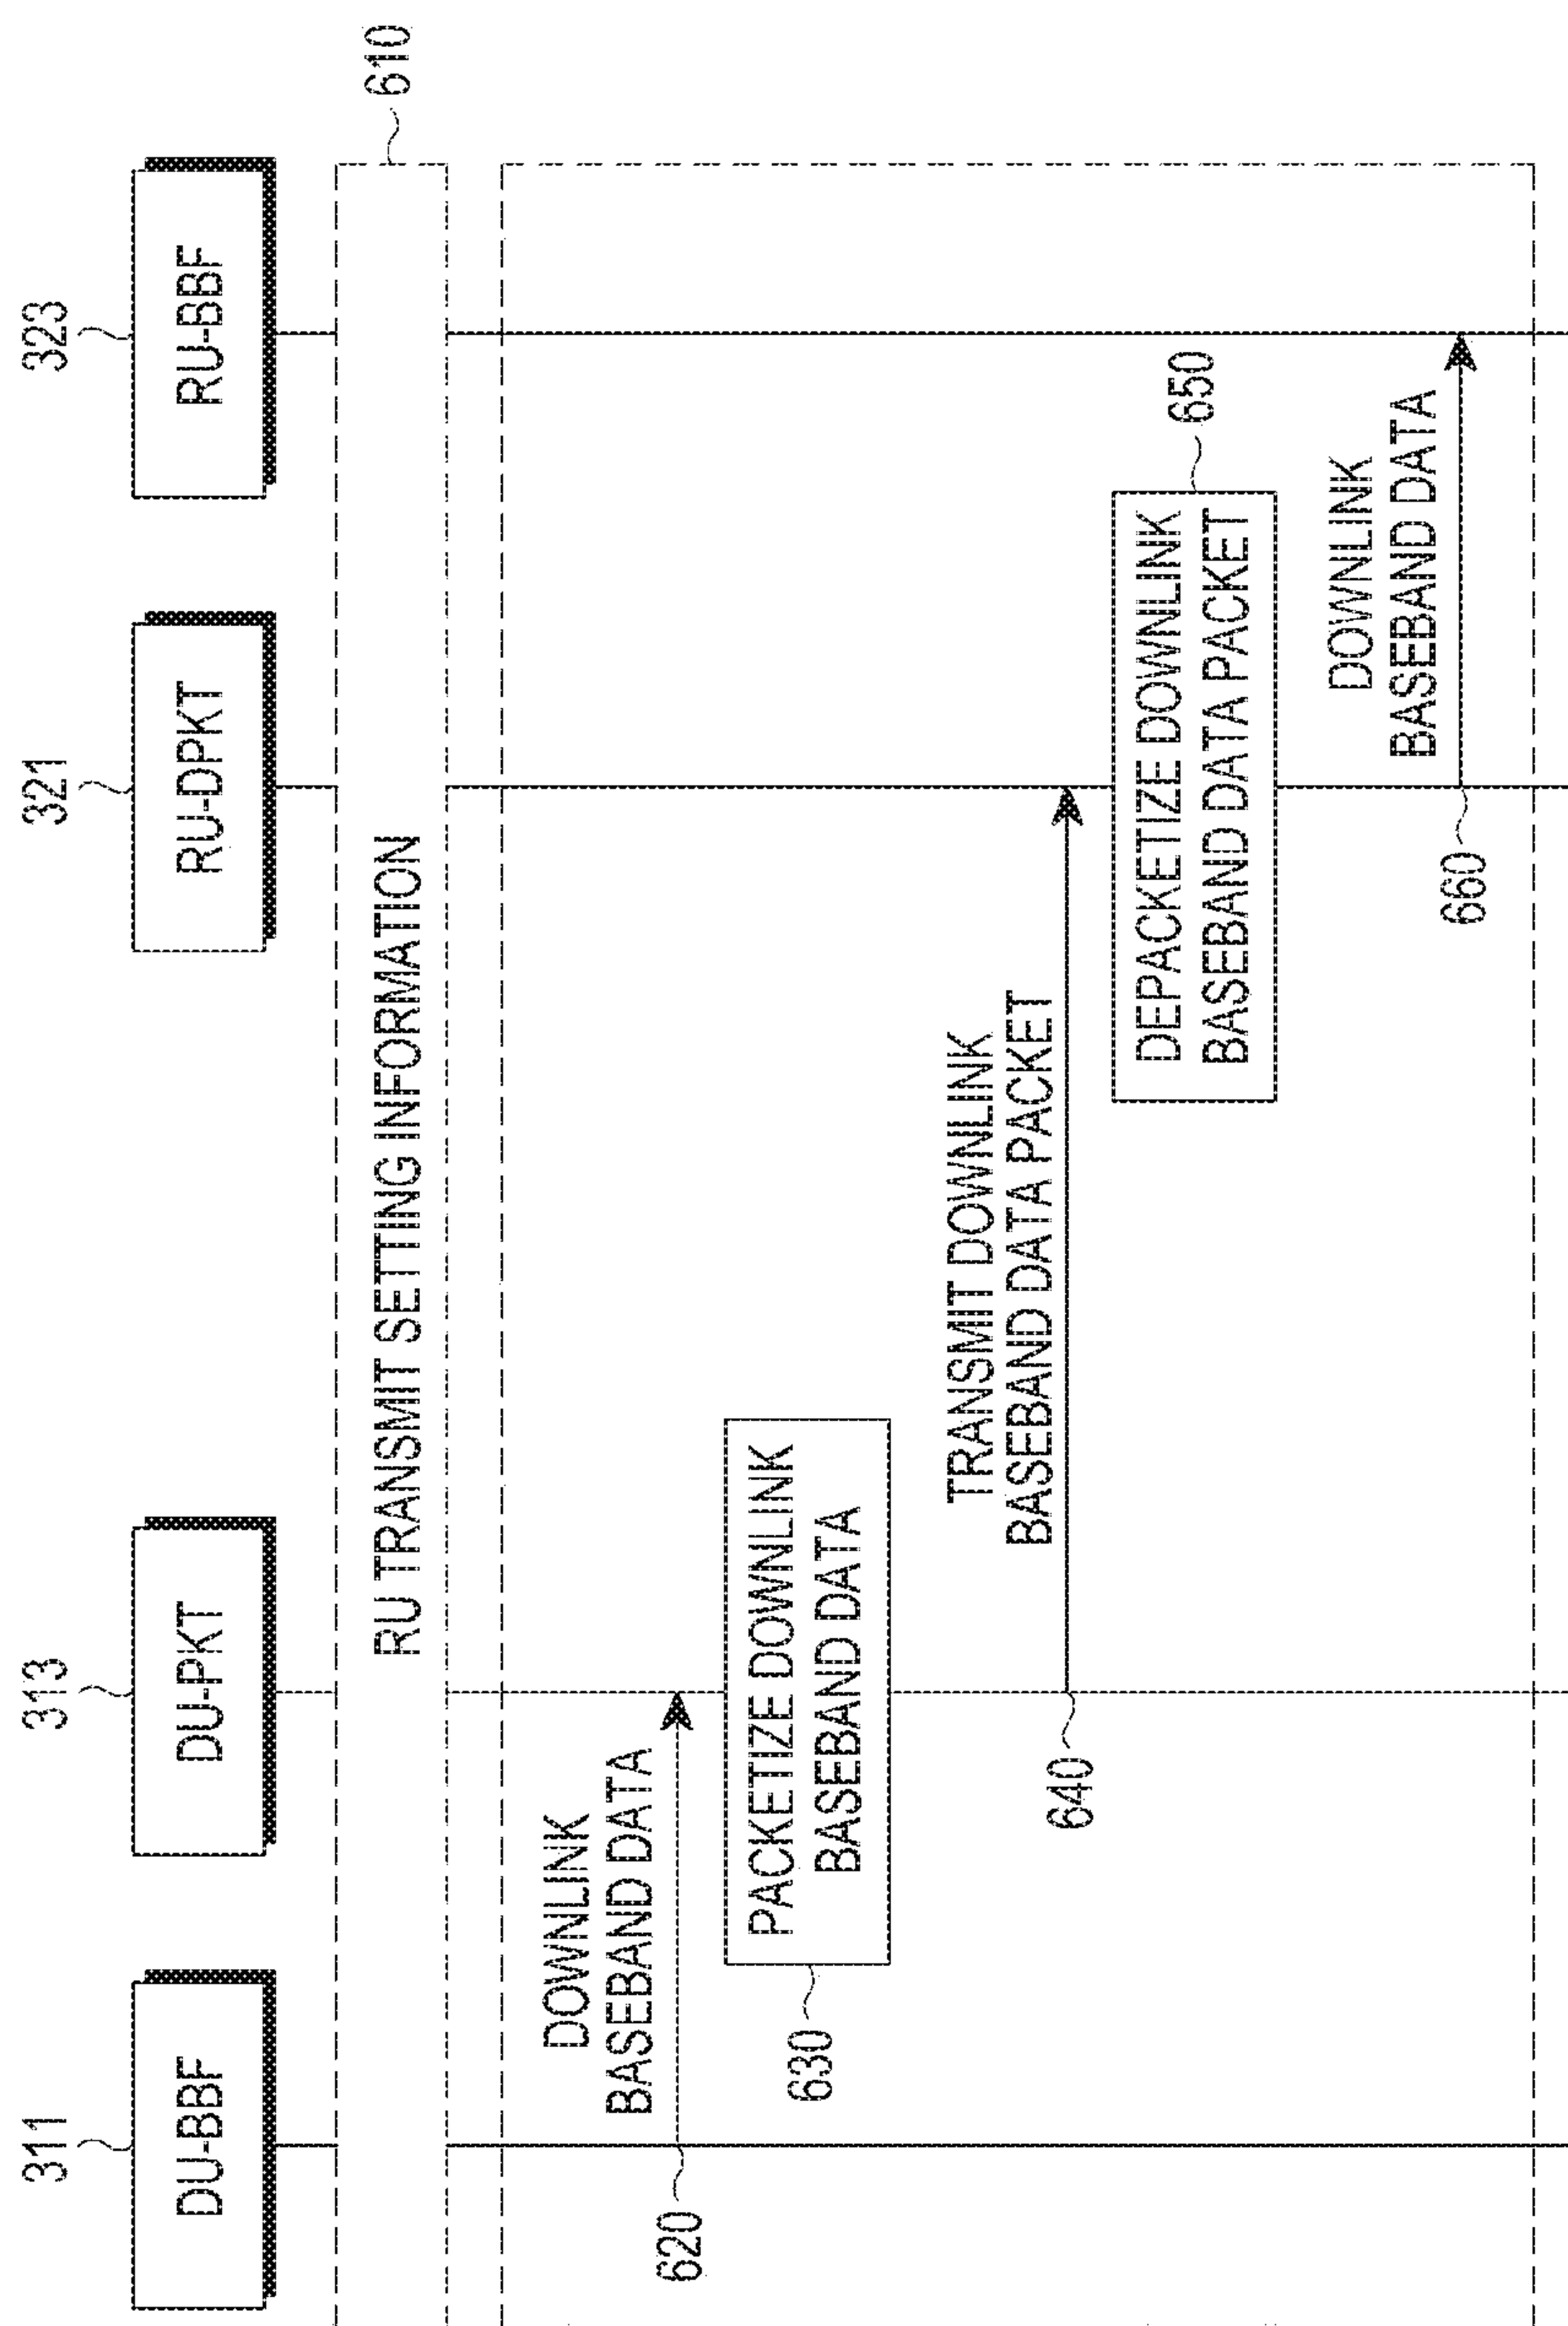 311
313
321
323
DU-BBF
DU-PKT
RU-DPKT
RU-BBF
RU TRANSMIT SETTING INFORMATION
610
DOWNLINK
BASEBAND DATA
620
PACKETIZE DOWNLINK
BASEBAND DATA
630
TRANSMIT DOWNLINK
BASEBAND DATA PACKET
640
DEPACKETIZE DOWNLINK
BASEBAND DATA PACKET
650
DOWNLINK
BASEBAND DATA
660